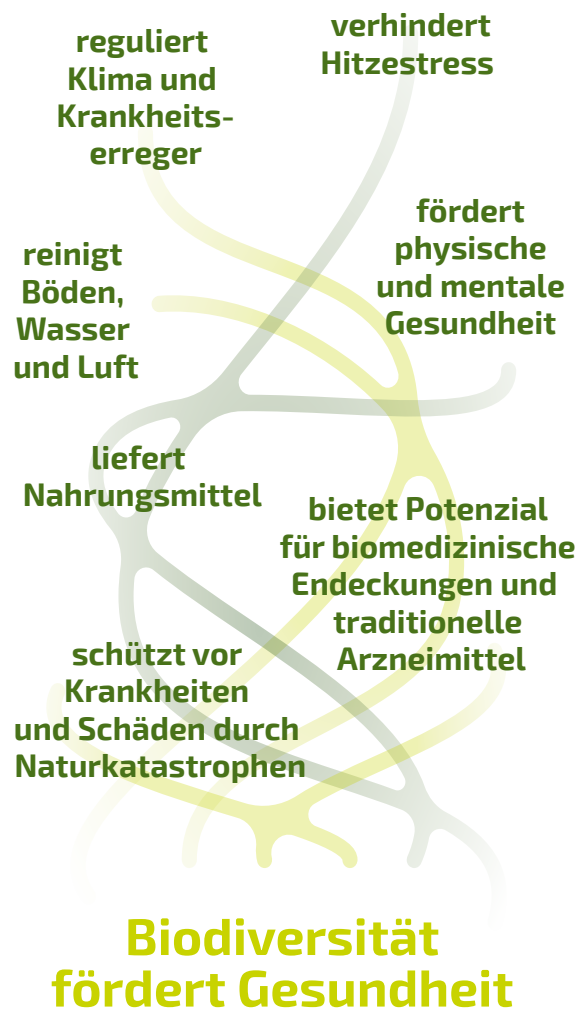 reguliert
Klima und
Krankheits-
erreger
verhindert
Hitzestress
fördert
physische
und mentale
Gesundheit
reinigt
Böden,
Wasser
und Luft
liefert
Nahrungsmittel
bietet Potenzial
für biomedizinische
Endeckungen und
traditionelle
Arzneimittel
schützt vor
Krankheiten
und Schäden durch
Naturkatastrophen
Biodiversität
fördert Gesundheit